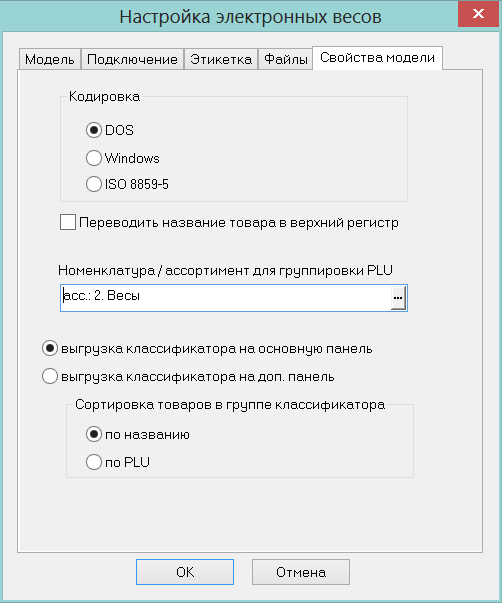 Настройка электронных весов
Модель Подключение Этикетка Файлы Свойства модели
Кодировка
DOS
Windows
ISO 8859-5
Переводить название товара в верхний регистр
Номенклатура / ассортимент для группировки PLU
асс.: 2. Весы ...
выгрузка классификатора на основную панель
выгрузка классификатора на доп. панель
Сортировка товаров в группе классификатора
по названию
по PLU
OK Отмена